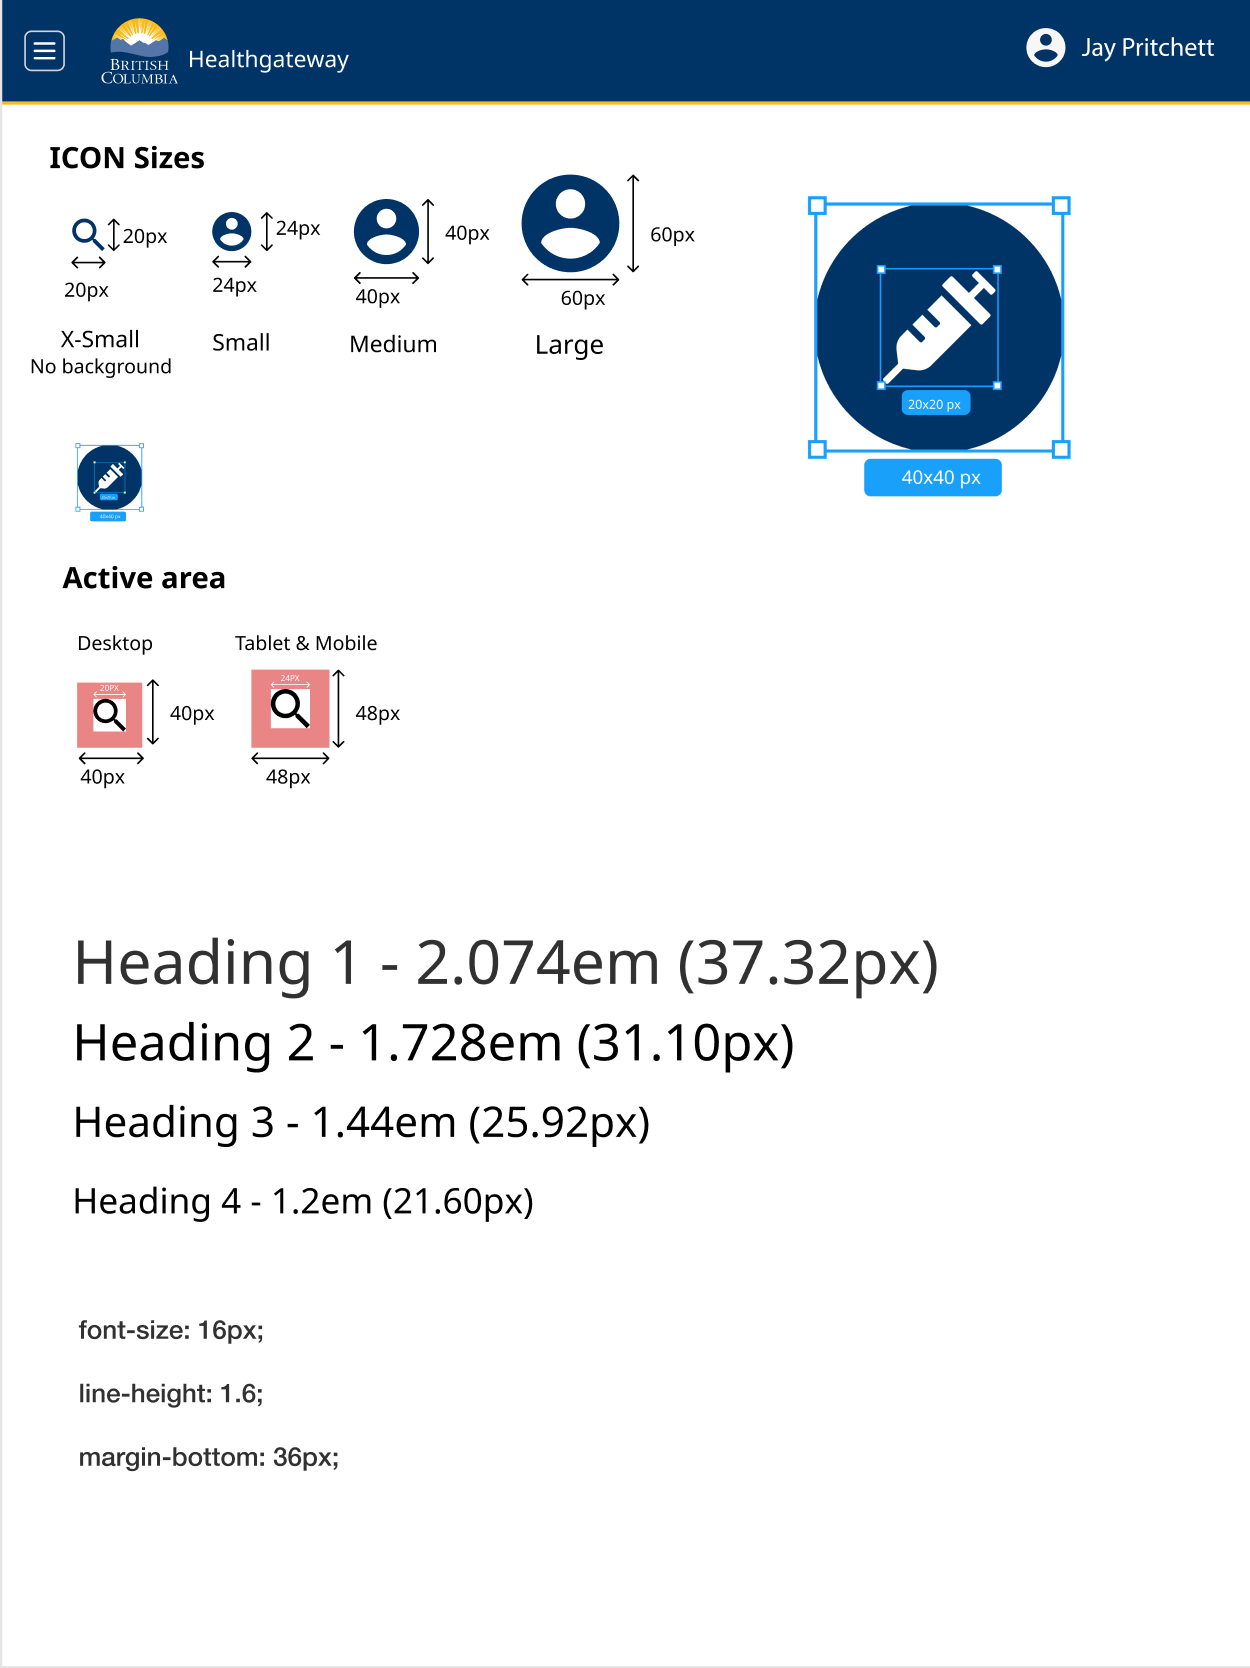 BRITISH
COLUMBIA
Healthgateway
Jay Pritchett
ICON Sizes
20px
24px
40px
60px
20px
24px
40px
60px
X-Small
No background
Small
Medium
Large
20x20 px
40x40 px
40x40 px
Active area
Desktop
Tablet & Mobile
20PX
24PX
40px
48px
40px
48px
Heading 1 - 2.074em (37.32px)
Heading 2 - 1.728em (31.10px)
Heading 3 - 1.44em (25.92px)
Heading 4 - 1.2em (21.60px)
font-size: 16px;
line-height: 1.6;
margin-bottom: 36px;